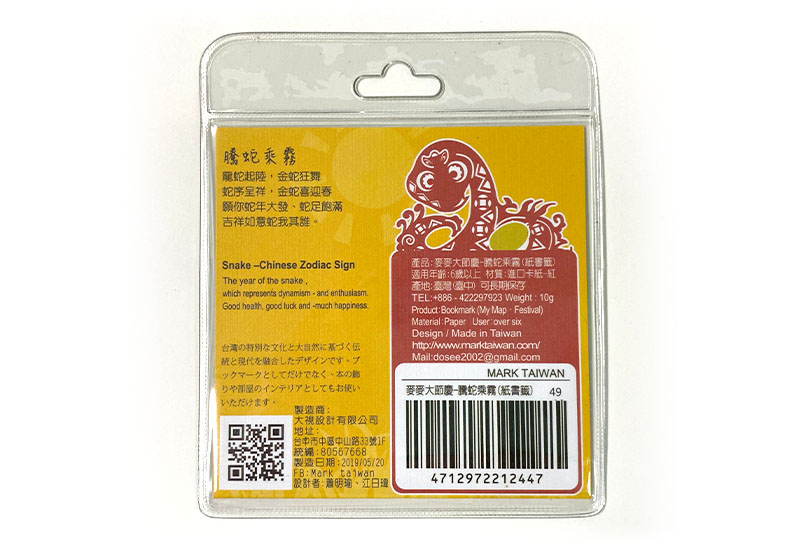 騰蛇乘霧
龍蛇起陸，金蛇狂舞
蛇序呈祥，金蛇喜迎春
願你蛇年大發、蛇足飽滿
吉祥如意蛇我其誰。
Snake –Chinese Zodiac Sign
The year of the snake ,
which represents dynamism - and enthusiasm.
Good health, good luck and -much happiness.
台湾の特別な文化と大自然に基づく伝
統と現代を融合したデザインです。ブ
ックマークとしてだけでなく、本の飾
りや部屋のインテリアとしてもお使い
いただけます。
製造商:
大視設計有限公司
地址:
台中市中區中山路33號1F
統編:80567668
製造日期:2019/05/20
FB:Mark taiwan
設計者:蕭明瑜、江日瑋
產品:麥麥大節慶-騰蛇乘霧(紙書籤)
適用年齡:6歲以上 材質:進口卡紙-紅
產地:臺灣(臺中) 可長期保存
TEL:+886 - 422297923 Weight : 10g
Product:Bookmark (My Map‧Festival)
Material:Paper User:over six
Design / Made in Taiwan
http://www.marktaiwan.com/
Mail:dosee2002@gmail.com
MARK TAIWAN
麥麥大節慶-騰蛇乘霧(紙書籤) 49
4712972212447